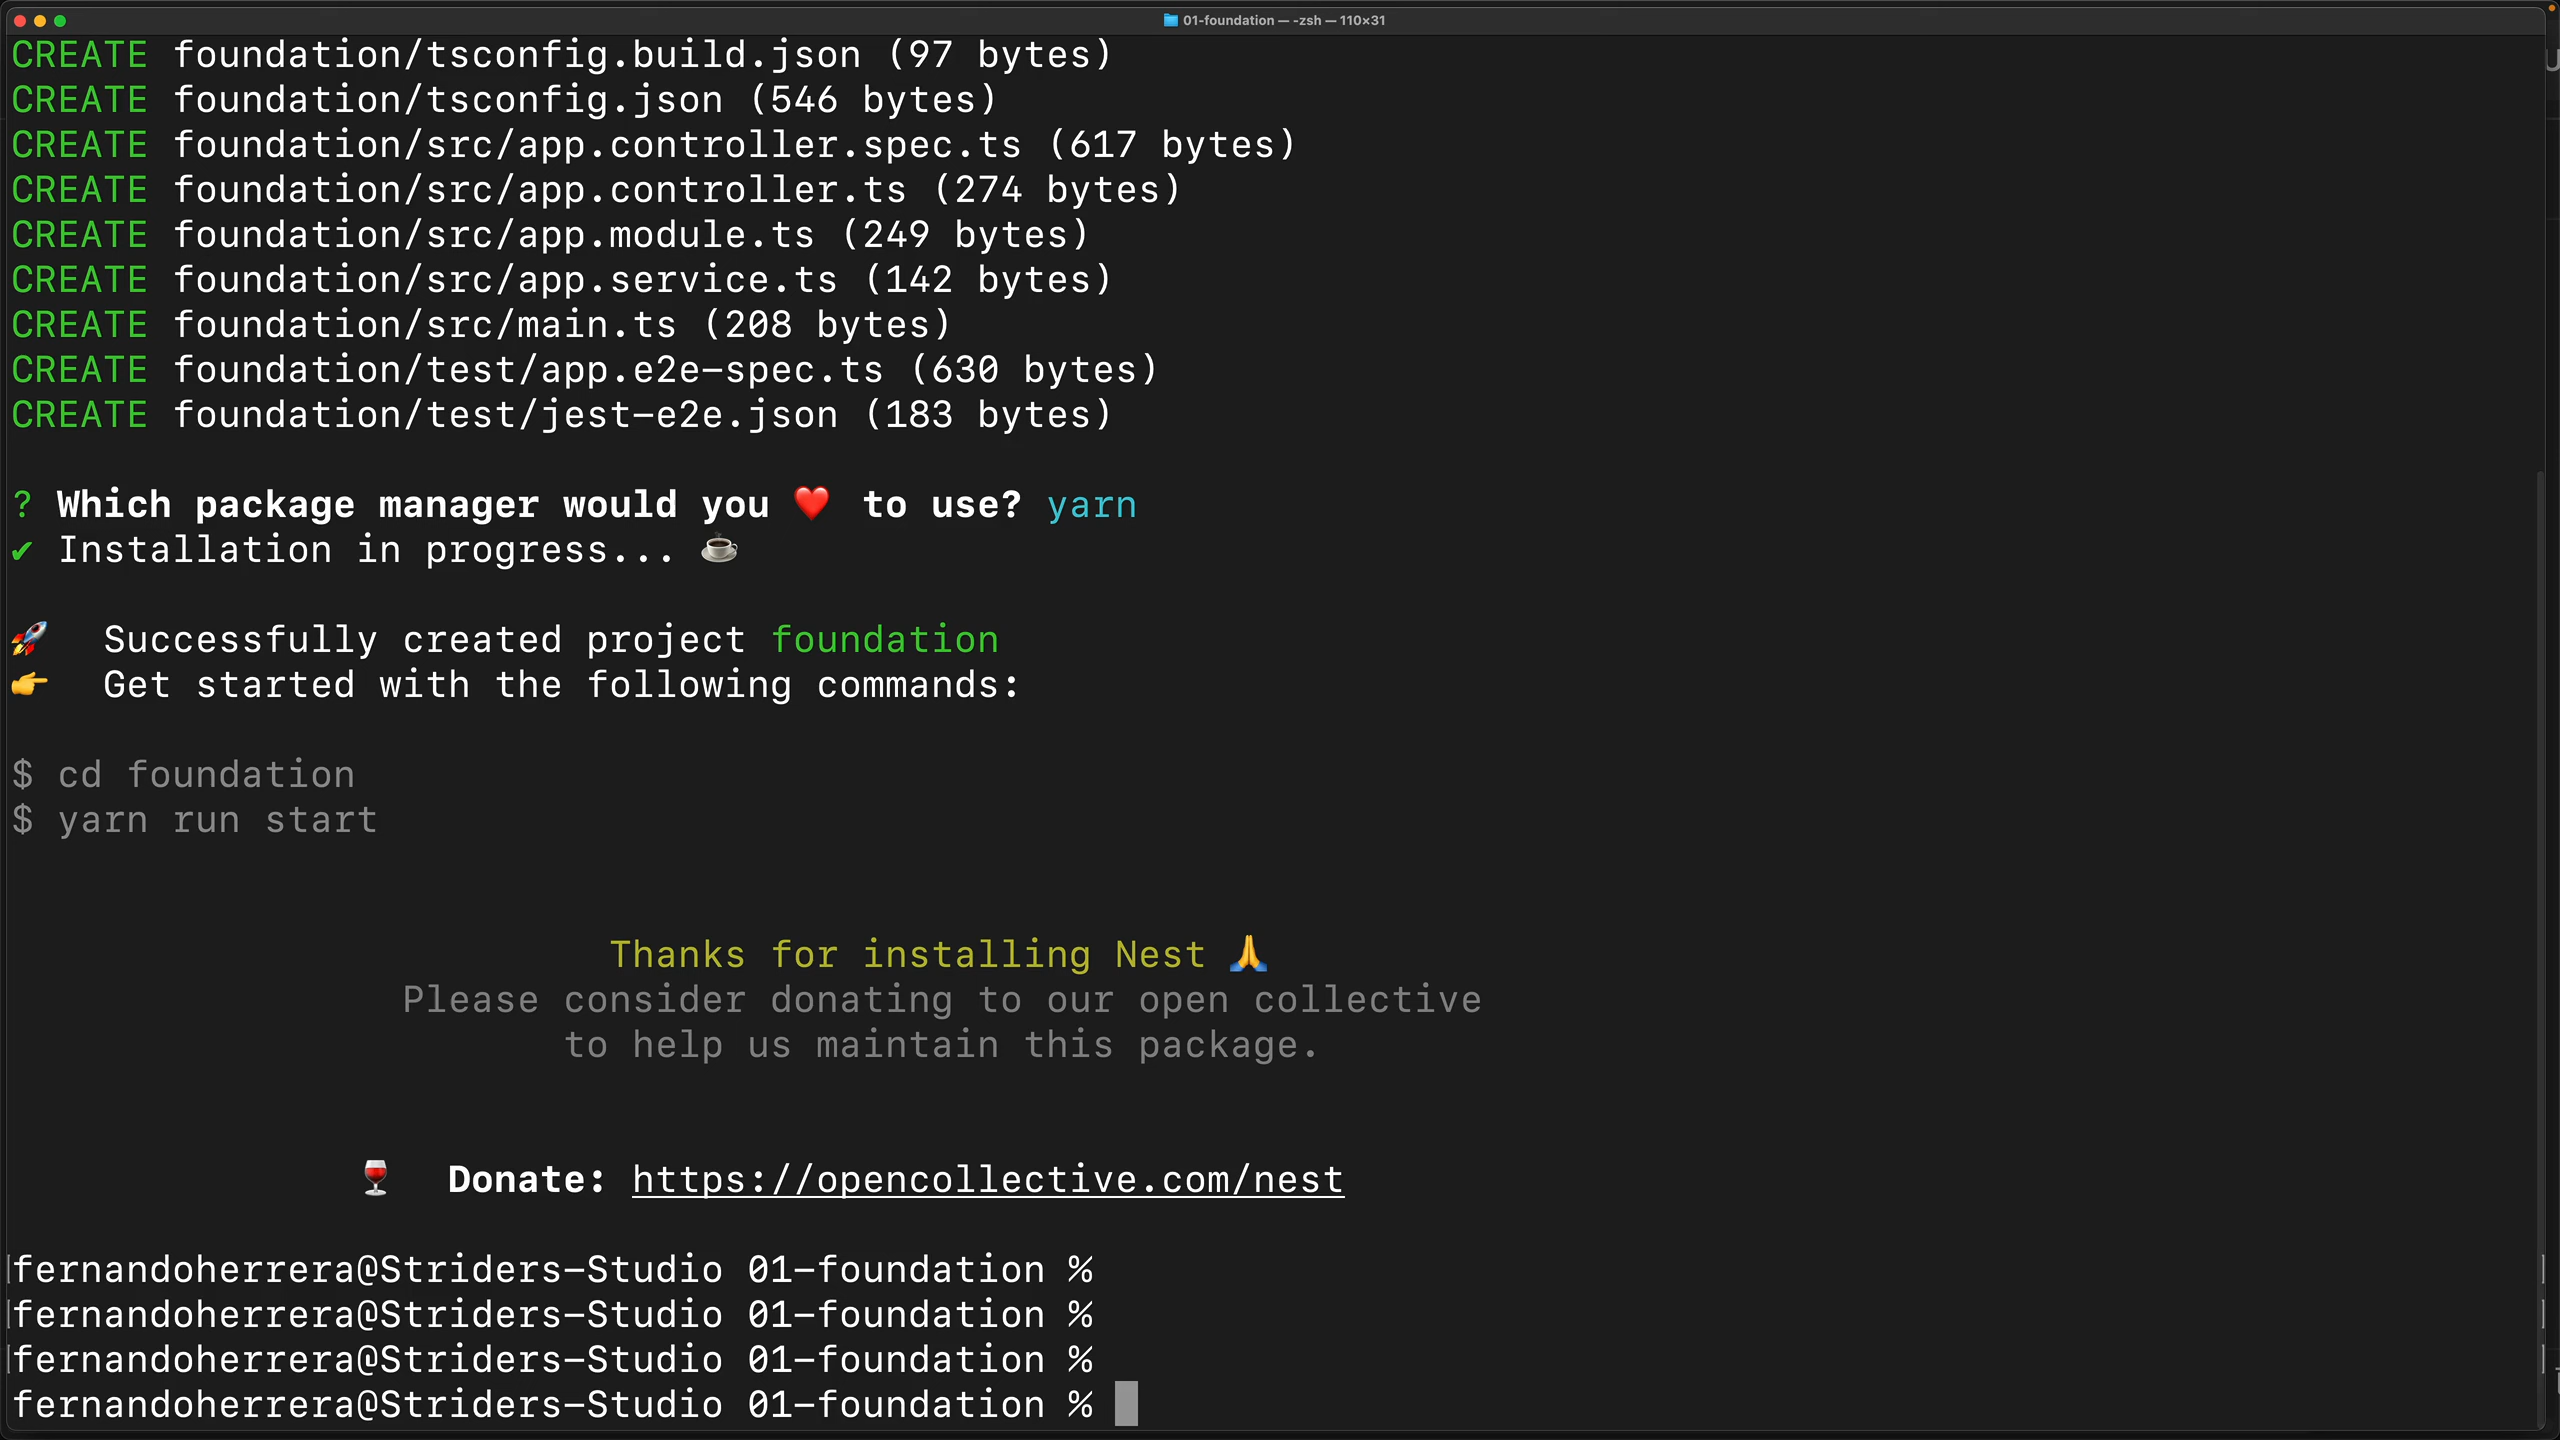 01-foundation — -zsh — 110×31
CREATE foundation/tsconfig.build.json (97 bytes)
CREATE foundation/tsconfig.json (546 bytes)
CREATE foundation/src/app.controller.spec.ts (617 bytes)
CREATE foundation/src/app.controller.ts (274 bytes)
CREATE foundation/src/app.module.ts (249 bytes)
CREATE foundation/src/app.service.ts (142 bytes)
CREATE foundation/src/main.ts (208 bytes)
CREATE foundation/test/app.e2e-spec.ts (630 bytes)
CREATE foundation/test/jest-e2e.json (183 bytes)
? Which package manager would you ❤️ to use? yarn
✔ Installation in progress... ☕
🚀 Successfully created project foundation
👉 Get started with the following commands:
$ cd foundation
$ yarn run start
Thanks for installing Nest 🙏
Please consider donating to our open collective
to help us maintain this package.
🍷 Donate: https://opencollective.com/nest
fernandoherrera@Striders-Studio 01-foundation %
fernandoherrera@Striders-Studio 01-foundation %
fernandoherrera@Striders-Studio 01-foundation %
fernandoherrera@Striders-Studio 01-foundation %